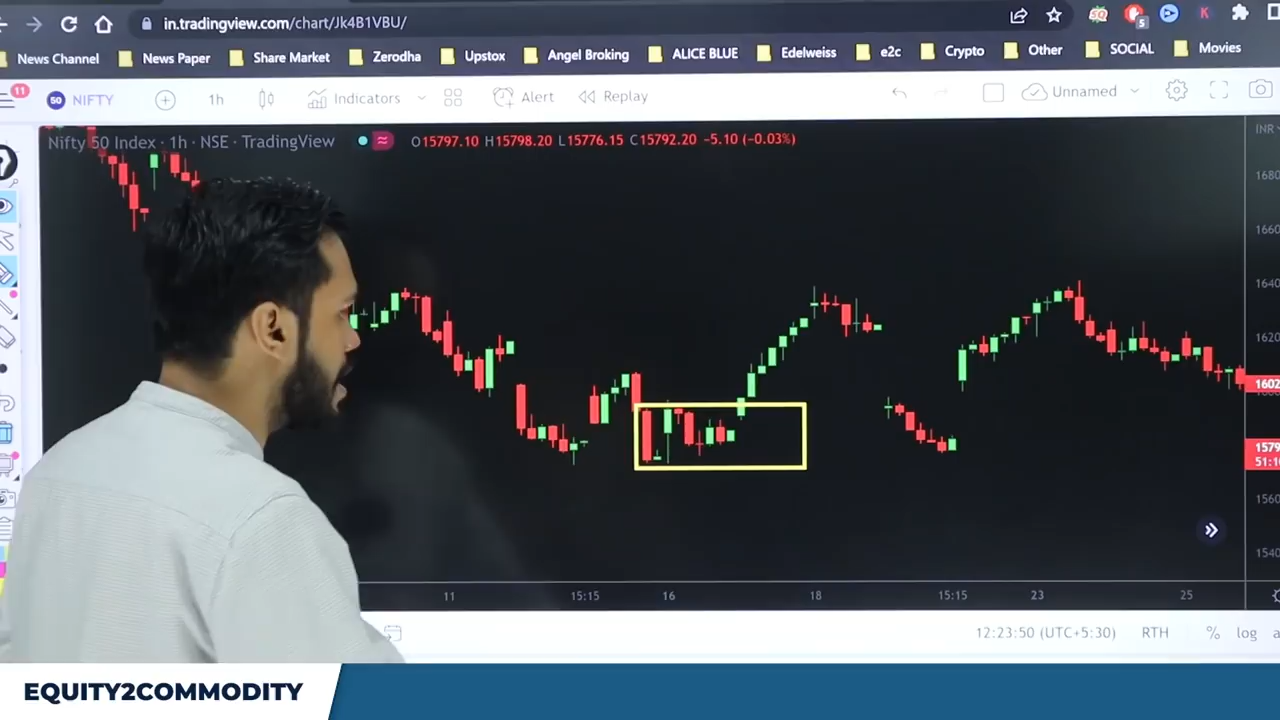 in.tradingview.com/chart/Jk4B1VBU/
5
News Channel News Paper Share Market Zerodha Upstox Angel Broking ALICE BLUE Edelweiss e2c Crypto Other SOCIAL Movies
11
50 NIFTY 1h Indicators Alert Replay Unnamed
Nifty 50 Index · 1h · NSE · TradingView O15797.10 H15798.20 L15776.15 C15792.20 −5.10 (−0.03%)
INR
1680
1660
1640
1620
1602
1579
51:1
1560
1540
11 15:15 16 18 15:15 23 25
12:23:50 (UTC+5:30) RTH % log a
EQUITY2COMMODITY